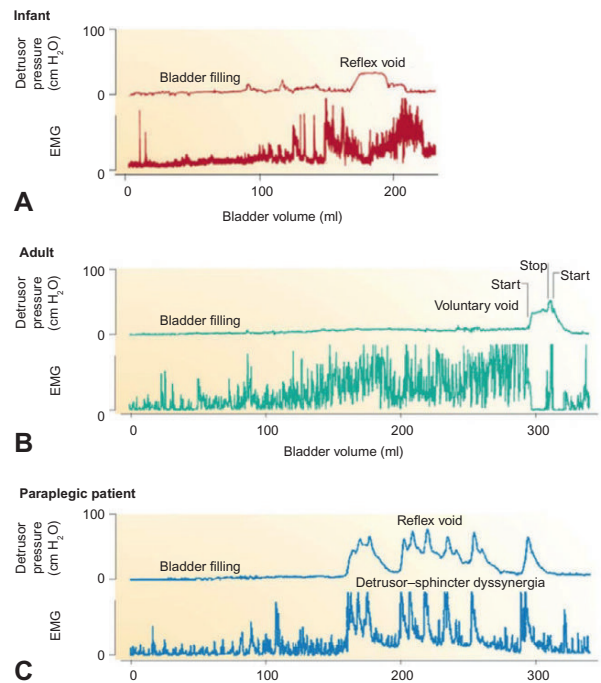 Infant
Detrusor
pressure
(cm H₂O)
100
0
Bladder filling
Reflex void
EMG
0
0
100
200
A
Bladder volume (ml)
Adult
Detrusor
pressure
(cm H₂O)
100
0
Bladder filling
Voluntary void
Start
Stop
Start
EMG
0
0
100
200
300
B
Bladder volume (ml)
Paraplegic patient
Detrusor
pressure
(cm H₂O)
100
0
Bladder filling
Reflex void
Detrusor–sphincter dyssynergia
EMG
0
0
100
200
300
C